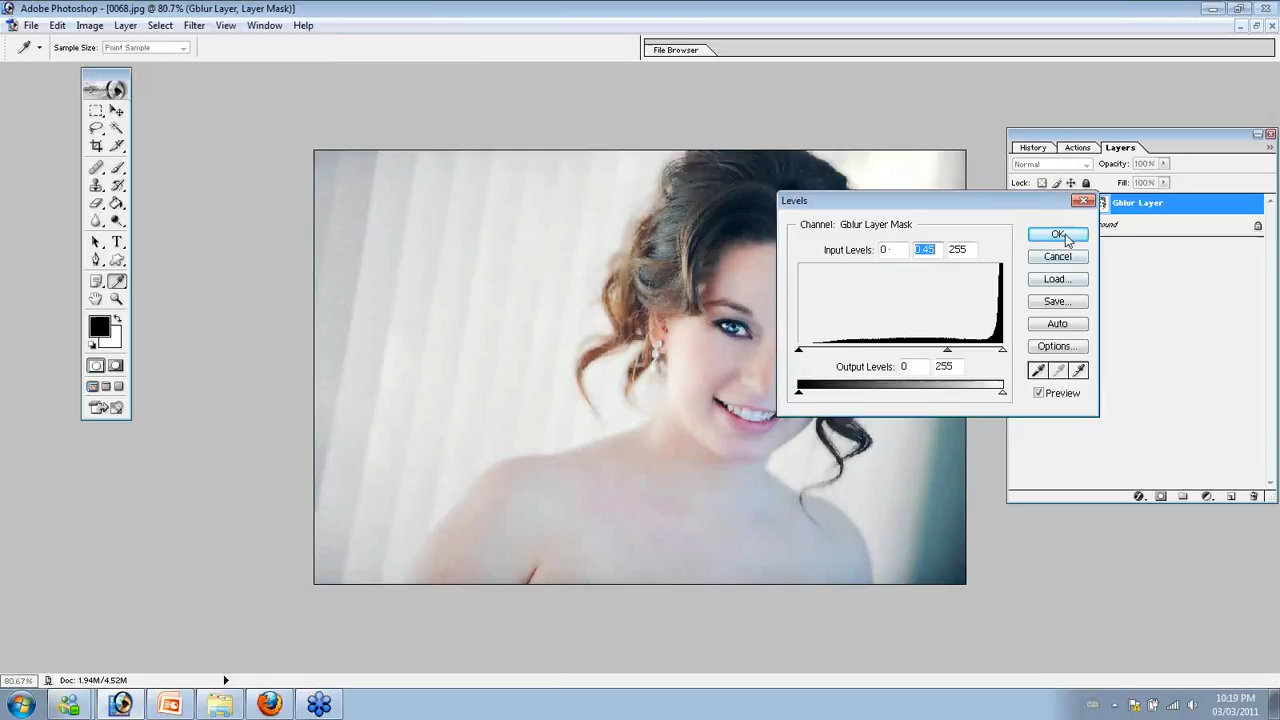 Adobe Photoshop - [0068.jpg @ 80.7% (Gblur Layer, Layer Mask)]
File Edit Image Layer Select Filter View Window Help
Sample Size: Point Sample
File Browser
History Actions Layers
Normal Opacity: 100%
Lock: Fill: 100%
Gblur Layer
Levels
Channel: Gblur Layer Mask
OK
Input Levels: 0 0.45 255
Cancel
Load...
Save...
Auto
Options...
Output Levels: 0 255
Preview
80.67% Doc: 1.94M/4.52M
10:19 PM
03/03/2011